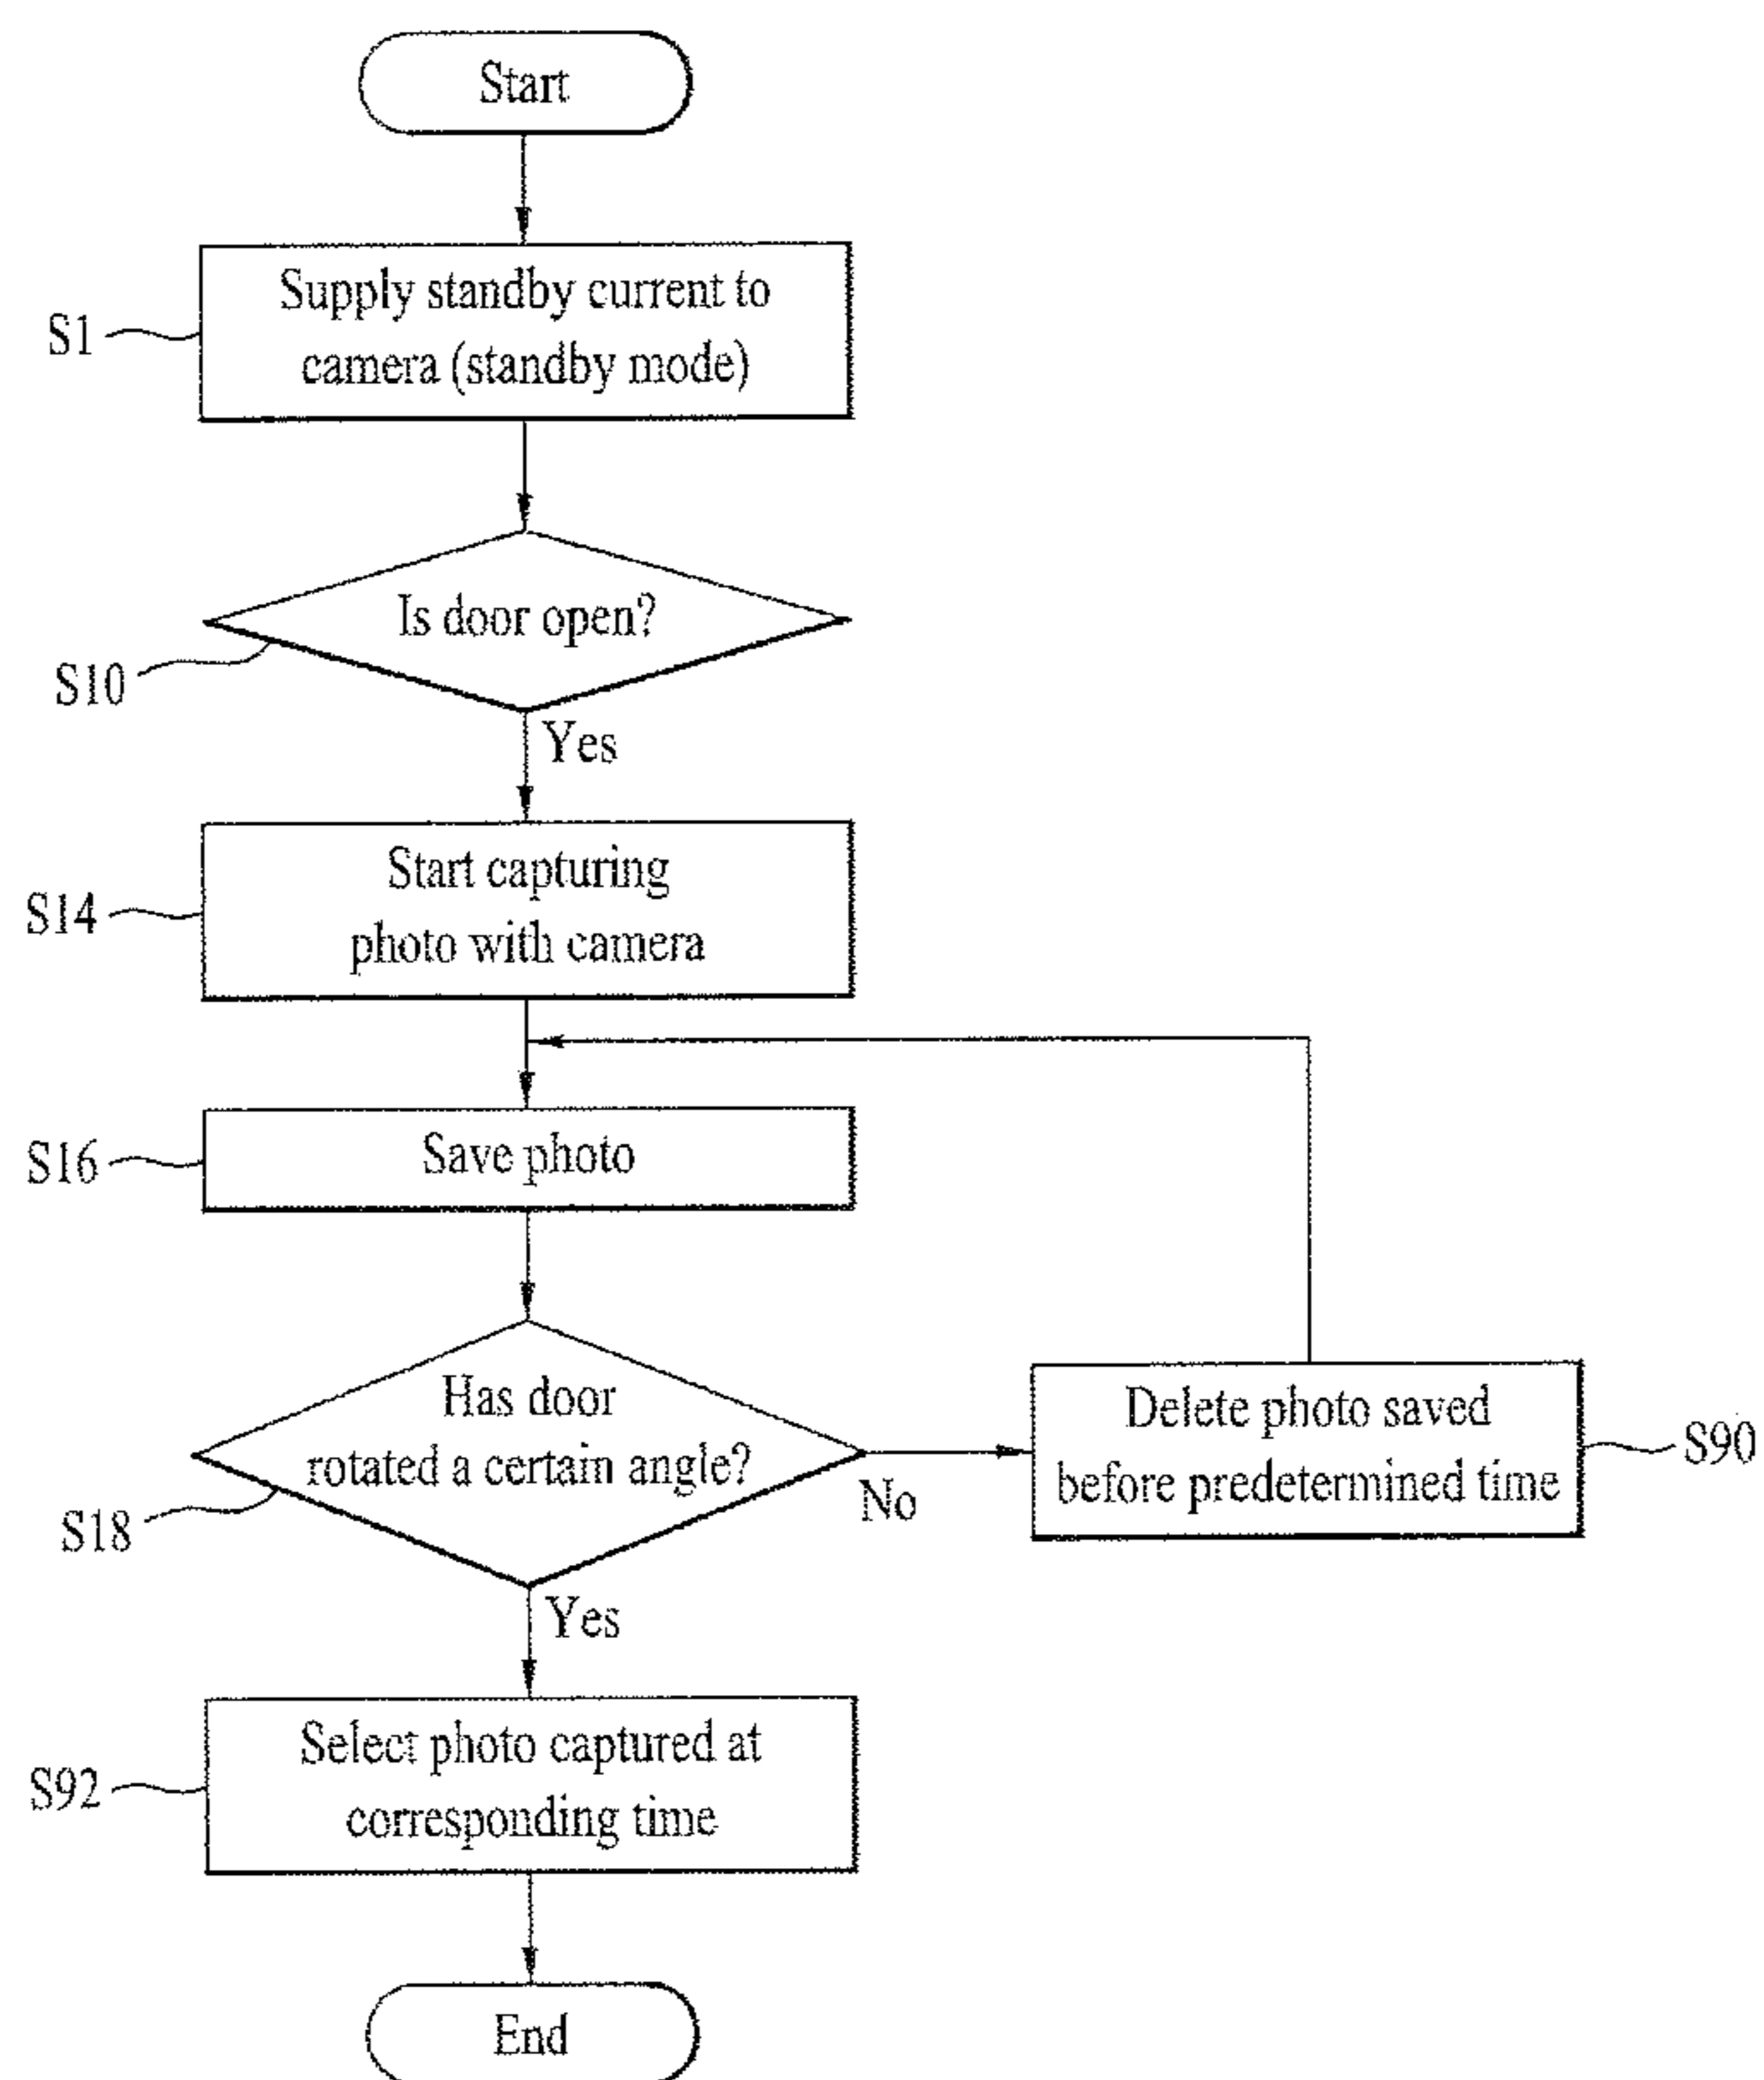 Start
S1
Supply standby current to
camera (standby mode)
Is door open?
S10
Yes
S14
Start capturing
photo with camera
S16
Save photo
Has door
rotated a certain angle?
S18
No
Delete photo saved
before predetermined time
S90
Yes
S92
Select photo captured at
corresponding time
End